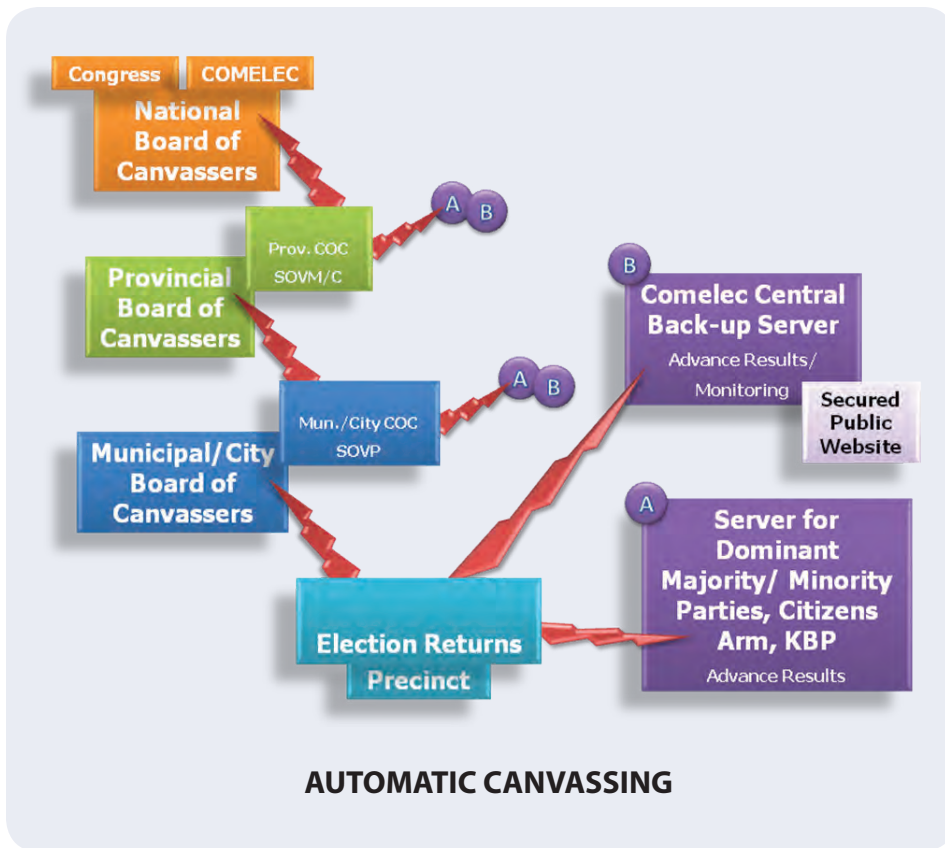 Congress
COMELEC
National
Board of
Canvassers
A
B
Prov. COC
SOVM/C
Provincial
Board of
Canvassers
B
Comelec Central
Back-up Server
Advance Results/
Monitoring
Secured
Public
Website
A
B
Mun./City COC
SOVP
Municipal/City
Board of
Canvassers
A
Server for
Dominant
Majority/ Minority
Parties, Citizens
Arm, KBP
Advance Results
Election Returns
Precinct
AUTOMATIC CANVASSING